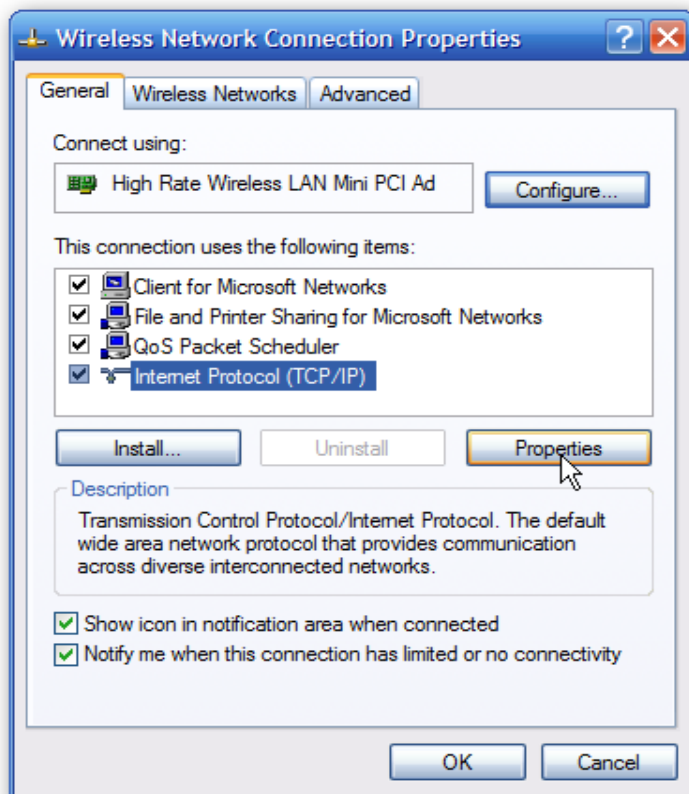 Wireless Network Connection Properties
General Wireless Networks Advanced
Connect using:
High Rate Wireless LAN Mini PCI Ad
Configure...
This connection uses the following items:
Client for Microsoft Networks
File and Printer Sharing for Microsoft Networks
QoS Packet Scheduler
Internet Protocol (TCP/IP)
Install... Uninstall Properties
Description
Transmission Control Protocol/Internet Protocol. The default
wide area network protocol that provides communication
across diverse interconnected networks.
Show icon in notification area when connected
Notify me when this connection has limited or no connectivity
OK Cancel